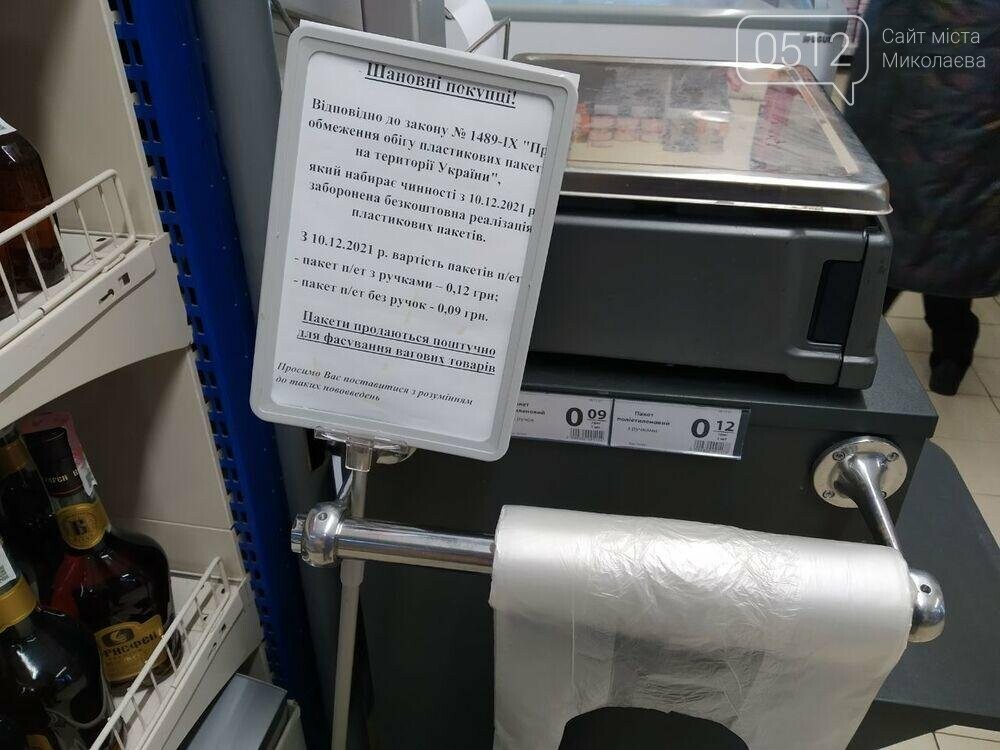 Шановні покупці!
Відповідно до закону № 1489-IX "Пр
обмеження обігу пластикових пакет
на території України",
який набирає чинності з 10.12.2021 р
заборонена безкоштовна реалізація
пластикових пакетів.
З 10.12.2021 р. вартість пакетів п/ет
- пакет п/ет з ручками – 0,12 грн;
- пакет п/ет без ручок - 0,09 грн.
Пакети продаються поштучно
для фасування вагових товарів
Просимо Вас поставитися з розумінням
до таких нововведень
0512
Сайт міста
Миколаєва
0 09
Пакет
поліетиленовий
з ручками
0 12